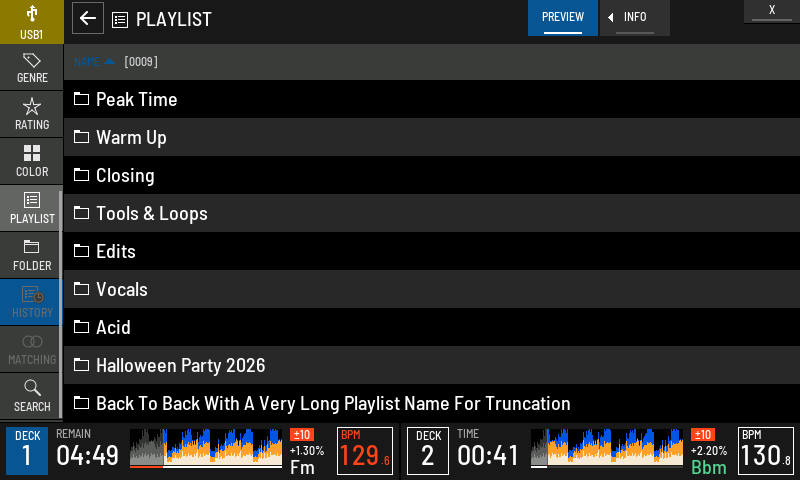 USB1
PLAYLIST
PREVIEW
INFO
X
NAME [0009]
GENRE
RATING
COLOR
PLAYLIST
FOLDER
HISTORY
MATCHING
SEARCH
Peak Time
Warm Up
Closing
Tools & Loops
Edits
Vocals
Acid
Halloween Party 2026
Back To Back With A Very Long Playlist Name For Truncation
DECK 1
REMAIN
04:49
±10
+1.30%
Fm
BPM
129.6
DECK 2
TIME
00:41
±10
+2.20%
Bbm
BPM
130.8